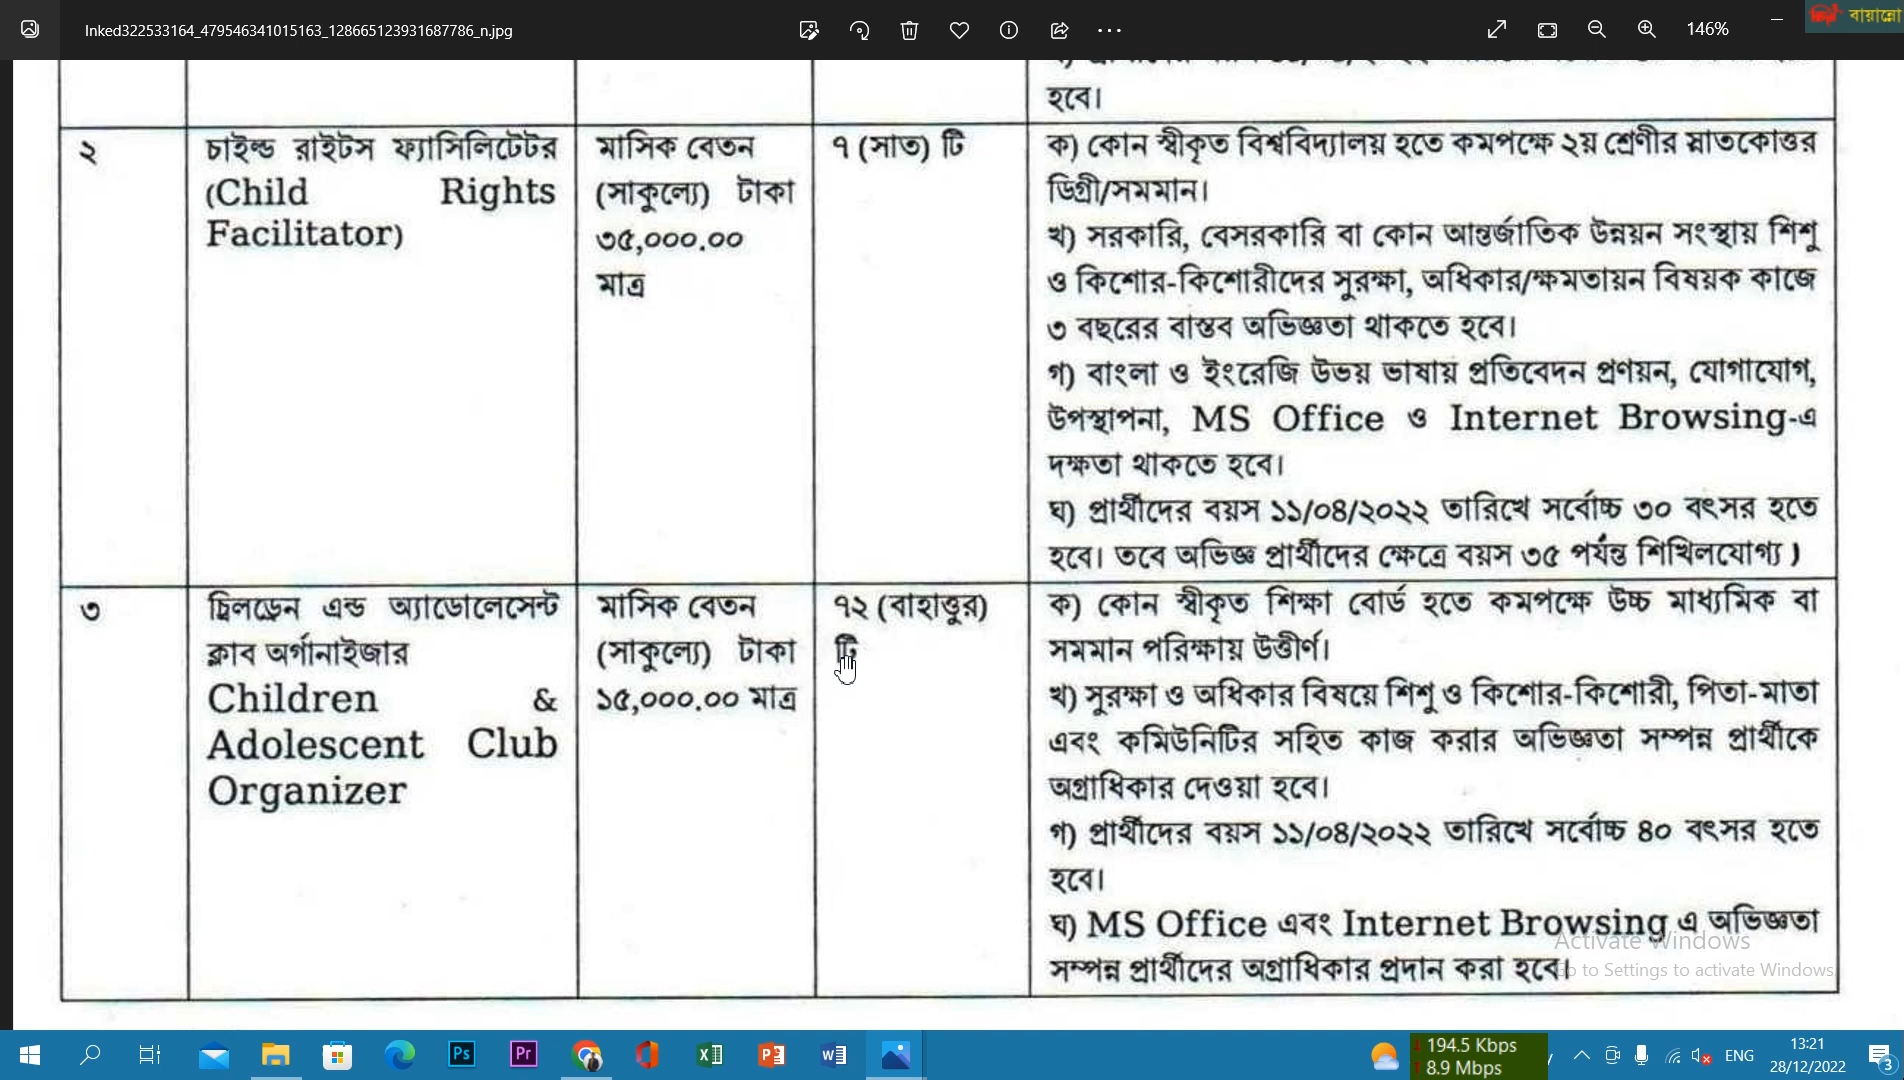 Inked322533164_479546341015163_128665123931687786_n.jpg
146%
বায়ান্নো
হবে।
২
চাইল্ড রাইটস ফ্যাসিলিটেটর
(Child Rights
Facilitator)
মাসিক বেতন
(সাকুল্যে) টাকা
৩৫,০০০.০০
মাত্র
৭ (সাত) টি
ক) কোন স্বীকৃত বিশ্ববিদ্যালয় হতে কমপক্ষে ২য় শ্রেণীর স্নাতকোত্তর
ডিগ্রী/সমমান।
খ) সরকারি, বেসরকারি বা কোন আন্তর্জাতিক উন্নয়ন সংস্থায় শিশু
ও কিশোর-কিশোরীদের সুরক্ষা, অধিকার/ক্ষমতায়ন বিষয়ক কাজে
৩ বছরের বাস্তব অভিজ্ঞতা থাকতে হবে।
গ) বাংলা ও ইংরেজি উভয় ভাষায় প্রতিবেদন প্রণয়ন, যোগাযোগ,
উপস্থাপনা, MS Office ও Internet Browsing-এ
দক্ষতা থাকতে হবে।
ঘ) প্রার্থীদের বয়স ১১/০৪/২০২২ তারিখে সর্বোচ্চ ৩০ বৎসর হতে
হবে। তবে অভিজ্ঞ প্রার্থীদের ক্ষেত্রে বয়স ৩৫ পর্যন্ত শিথিলযোগ্য )
৩
চিলড্রেন এন্ড অ্যাডোলেসেন্ট
ক্লাব অর্গানাইজার
Children &
Adolescent Club
Organizer
মাসিক বেতন
(সাকুল্যে) টাকা
১৫,০০০.০০ মাত্র
৭২ (বাহাত্তুর)
টি
ক) কোন স্বীকৃত শিক্ষা বোর্ড হতে কমপক্ষে উচ্চ মাধ্যমিক বা
সমমান পরিক্ষায় উত্তীর্ণ।
খ) সুরক্ষা ও অধিকার বিষয়ে শিশু ও কিশোর-কিশোরী, পিতা-মাতা
এবং কমিউনিটির সহিত কাজ করার অভিজ্ঞতা সম্পন্ন প্রার্থীকে
অগ্রাধিকার দেওয়া হবে।
গ) প্রার্থীদের বয়স ১১/০৪/২০২২ তারিখে সর্বোচ্চ ৪০ বৎসর হতে
হবে।
ঘ) MS Office এবং Internet Browsing এ অভিজ্ঞতা
সম্পন্ন প্রার্থীদের অগ্রাধিকার প্রদান করা হবে।
Activate Windows
Go to Settings to activate Windows.
Ps
Pr
194.5 Kbps
8.9 Mbps
ENG
13:21
28/12/2022
3